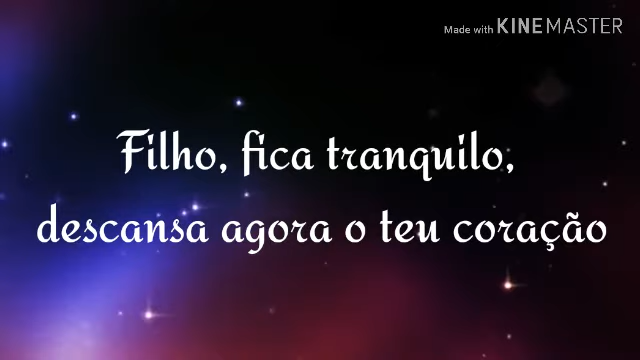 Made with KINEMASTER
Filho, fica tranquilo,
descansa agora o teu coração